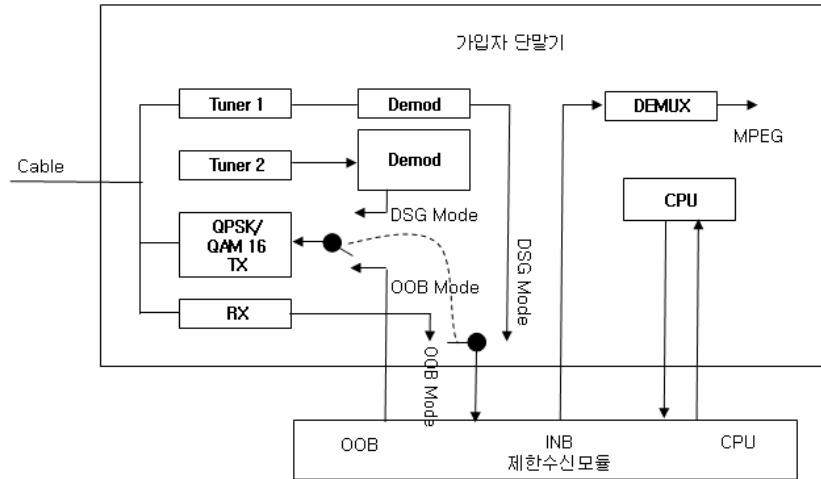 가입자 단말기
Tuner 1
Demod
DEMUX
MPEG
Cable
Tuner 2
Demod
CPU
DSG Mode
QPSK/
QAM 16
TX
DSG Mode
OOB Mode
RX
OOB Mode
OOB
INB
CPU
제한수신모듈